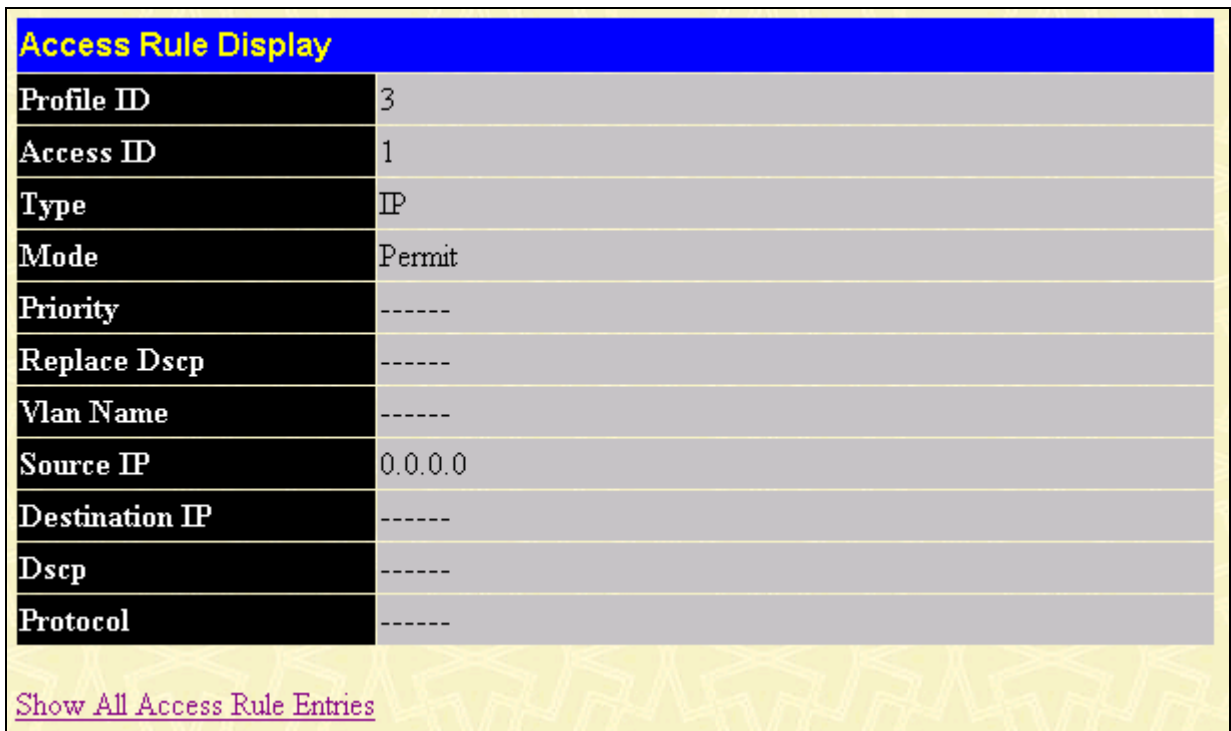 Access Rule Display
Profile ID 3
Access ID 1
Type IP
Mode Permit
Priority ------
Replace Dscp ------
Vlan Name ------
Source IP 0.0.0.0
Destination IP ------
Dscp ------
Protocol ------
Show All Access Rule Entries